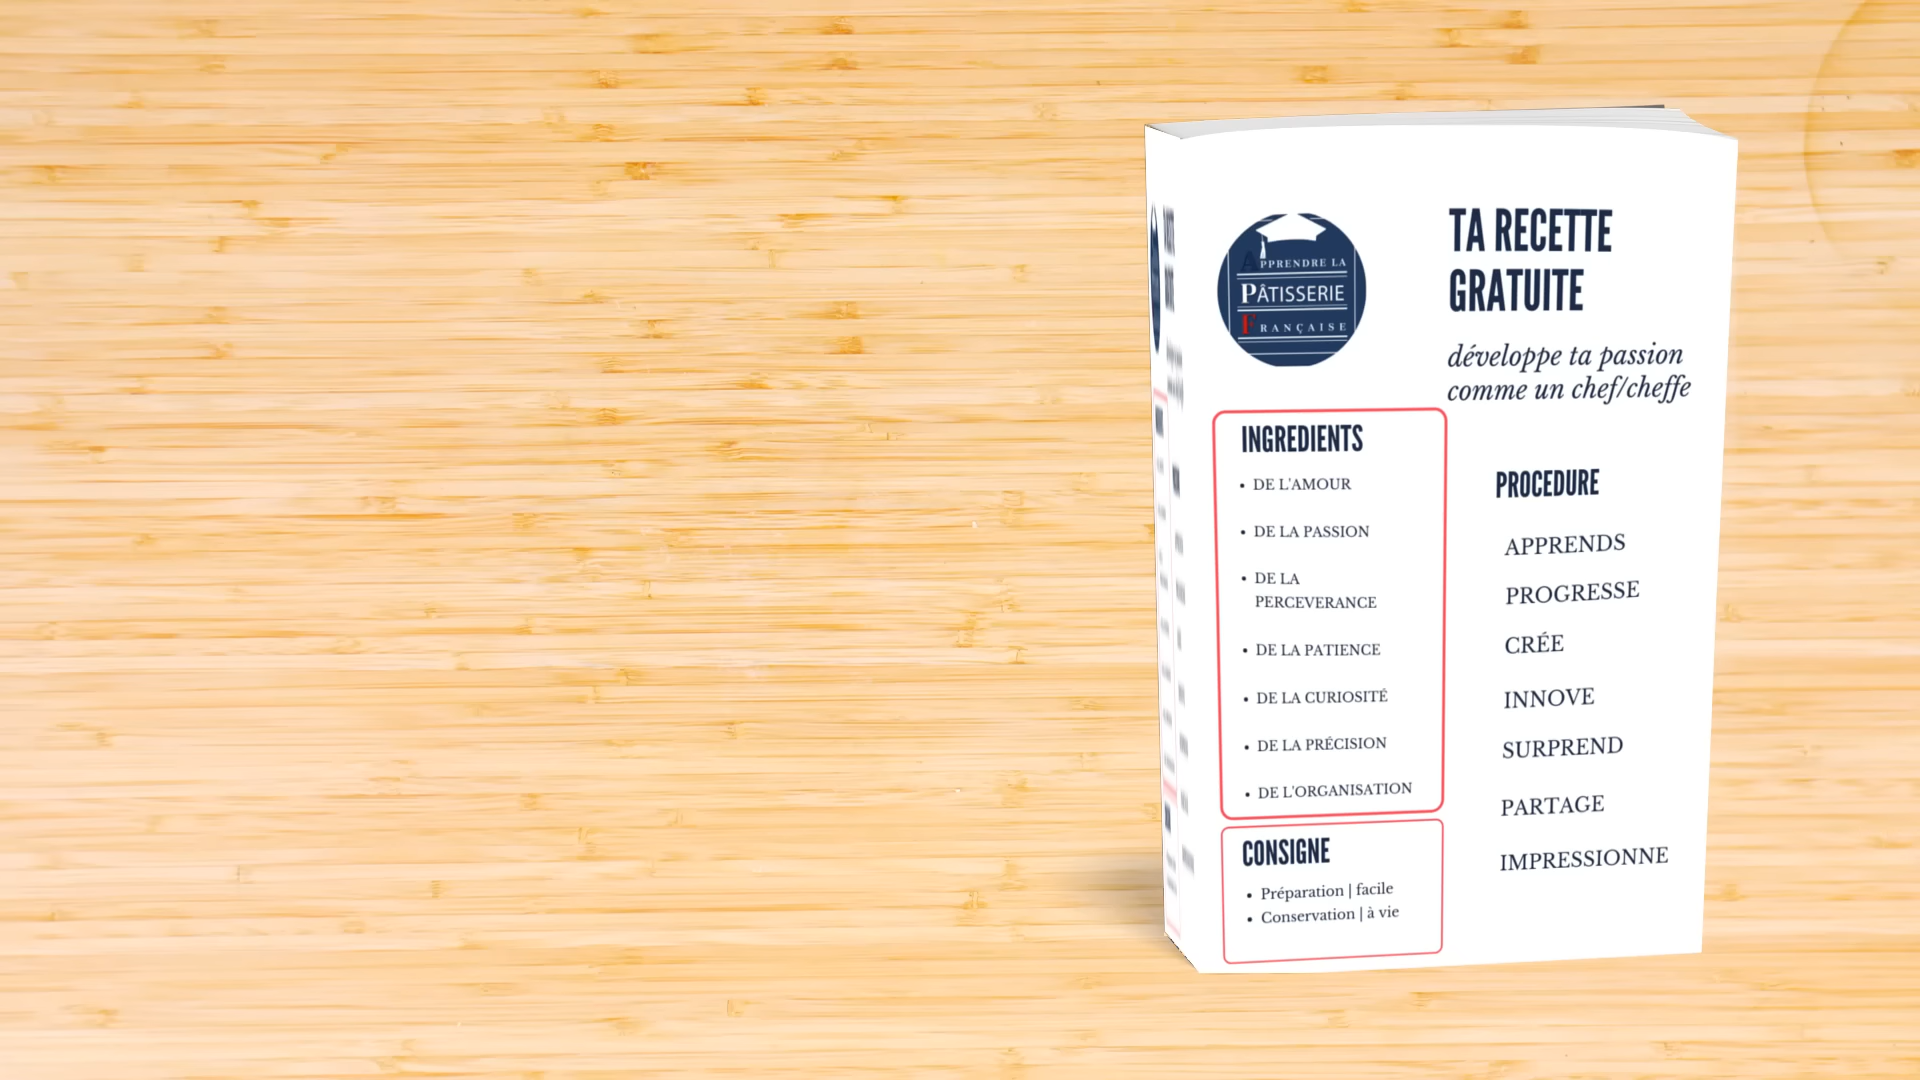 APPRENDRE LA
PÂTISSERIE
FRANÇAISE
TA RECETTE
GRATUITE
développe ta passion
comme un chef/cheffe
INGREDIENTS
• DE L'AMOUR
• DE LA PASSION
• DE LA
PERCEVERANCE
• DE LA PATIENCE
• DE LA CURIOSITÉ
• DE LA PRÉCISION
• DE L'ORGANISATION
CONSIGNE
• Préparation | facile
• Conservation | à vie
PROCEDURE
APPRENDS
PROGRESSE
CRÉE
INNOVE
SURPREND
PARTAGE
IMPRESSIONNE